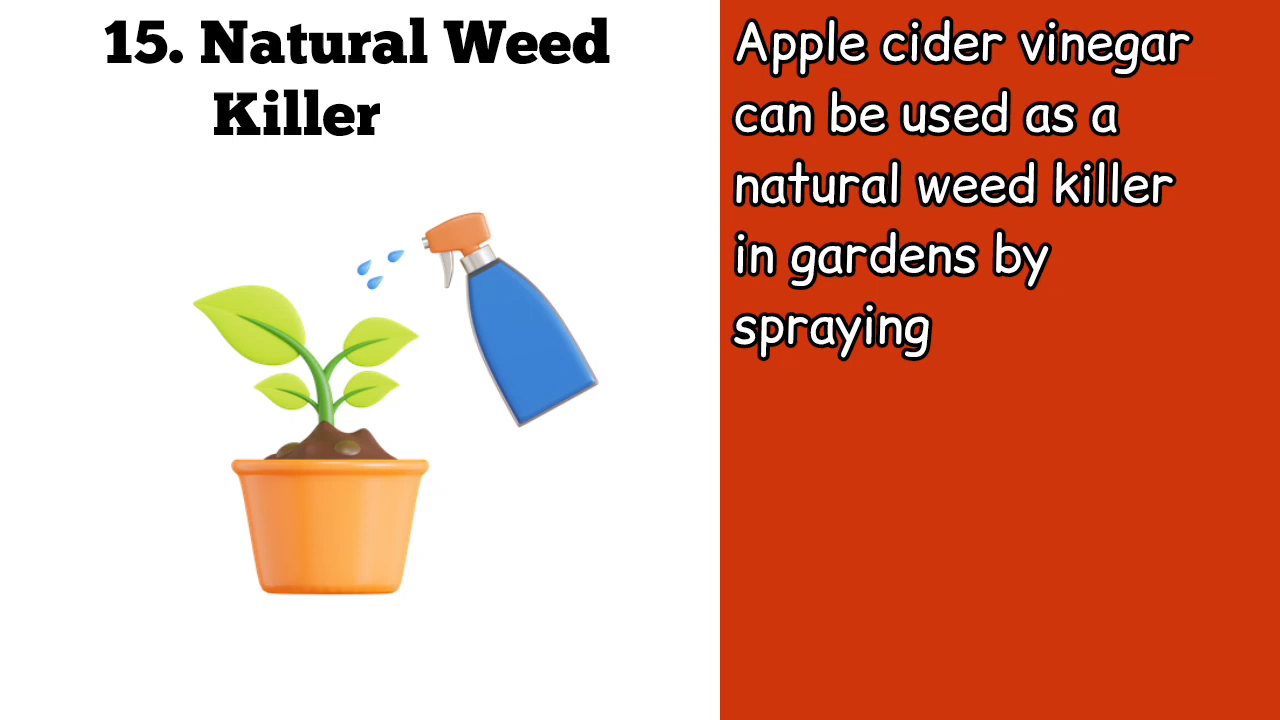 15. Natural Weed
Killer
Apple cider vinegar
can be used as a
natural weed killer
in gardens by
spraying